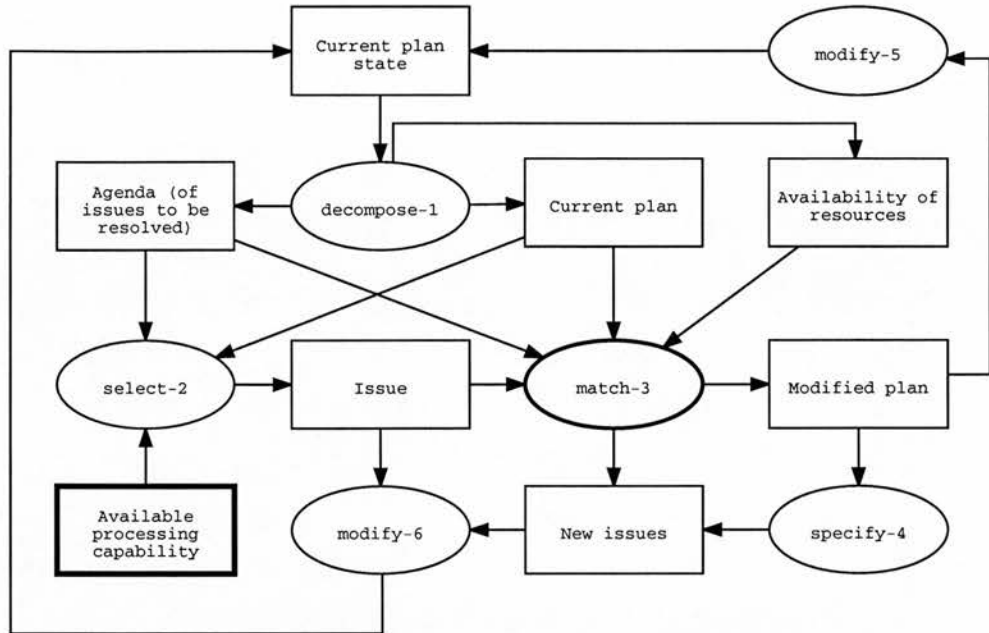 Current plan
state
modify-5
Agenda (of
issues to be
resolved)
decompose-1
Current plan
Availability of
resources
select-2
Issue
match-3
Modified plan
Available
processing
capability
modify-6
New issues
specify-4